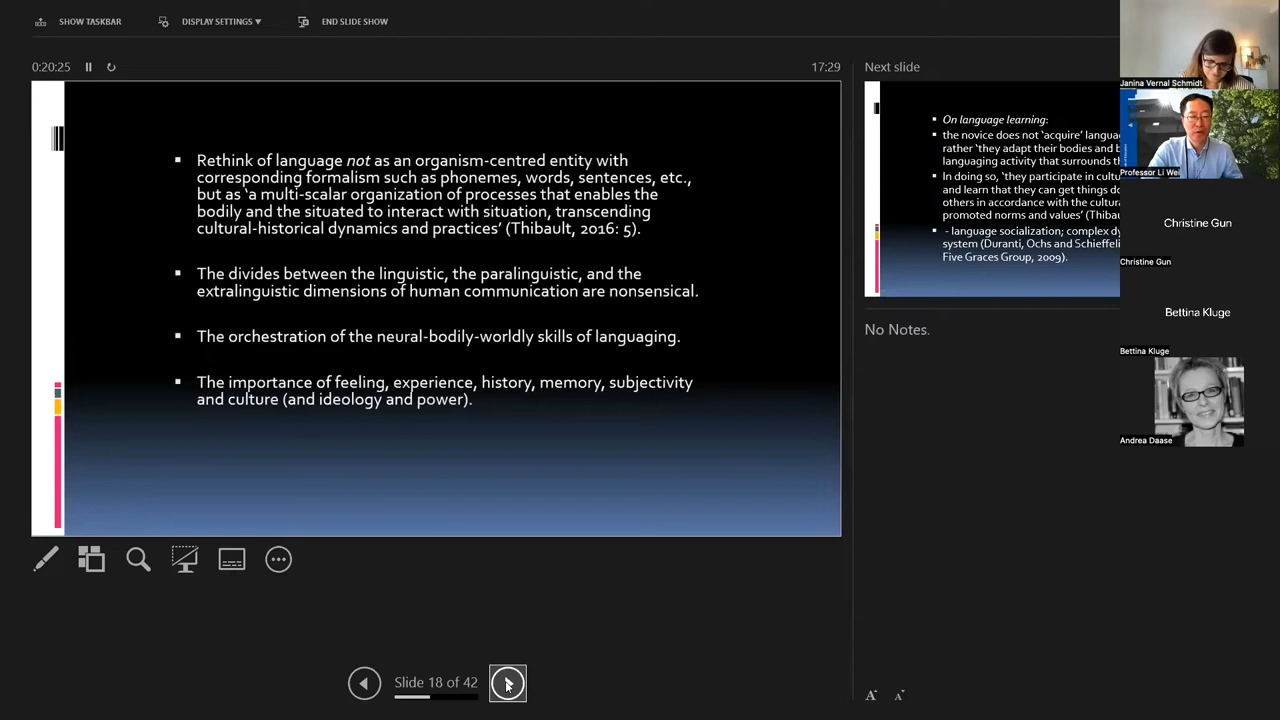 SHOW TASKBAR
DISPLAY SETTINGS ▾
END SLIDE SHOW
0:20:25
17:29
Rethink of language not as an organism-centred entity with
corresponding formalism such as phonemes, words, sentences, etc.,
but as ‘a multi-scalar organization of processes that enables the
bodily and the situated to interact with situation, transcending
cultural-historical dynamics and practices’ (Thibault, 2016: 5).
The divides between the linguistic, the paralinguistic, and the
extralinguistic dimensions of human communication are nonsensical.
The orchestration of the neural-bodily-worldly skills of languaging.
The importance of feeling, experience, history, memory, subjectivity
and culture (and ideology and power).
Slide 18 of 42
Next slide
On language learning:
the novice does not ‘acquire’
rather ‘they adapt their bodies and
languaging activity that surrounds
In doing so, ‘they participate in
and learn that they can get things
others in accordance with the
promoted norms and values’
- language socialization; complex
system (Duranti, Ochs and
Five Graces Group, 2009).
No Notes.
A
A
Janina Vernal Schmidt
Professor Li Wei
Christine Gun
Christine Gun
Bettina Kluge
Bettina Kluge
Andrea Daase